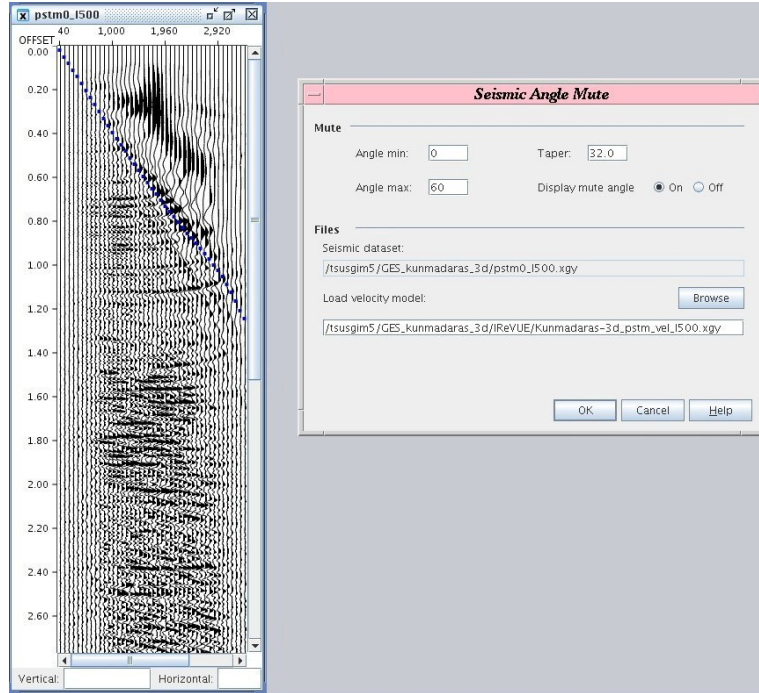 pstm0_l500
OFFSET 40 1,000 1,960 2,920
0.00
0.20
0.40
0.60
0.80
1.00
1.20
1.40
1.60
1.80
2.00
2.20
2.40
2.60
Vertical: Horizontal:
Seismic Angle Mute
Mute
Angle min: 0 Taper: 32.0
Angle max: 60 Display mute angle On Off
Files
Seismic dataset:
/tsusgim5/GES_kunmadaras_3d/pstm0_l500.xgy
Load velocity model: Browse
/tsusgim5/GES_kunmadaras_3d/IReVUE/Kunmadaras-3d_pstm_vel_l500.xgy
OK Cancel Help